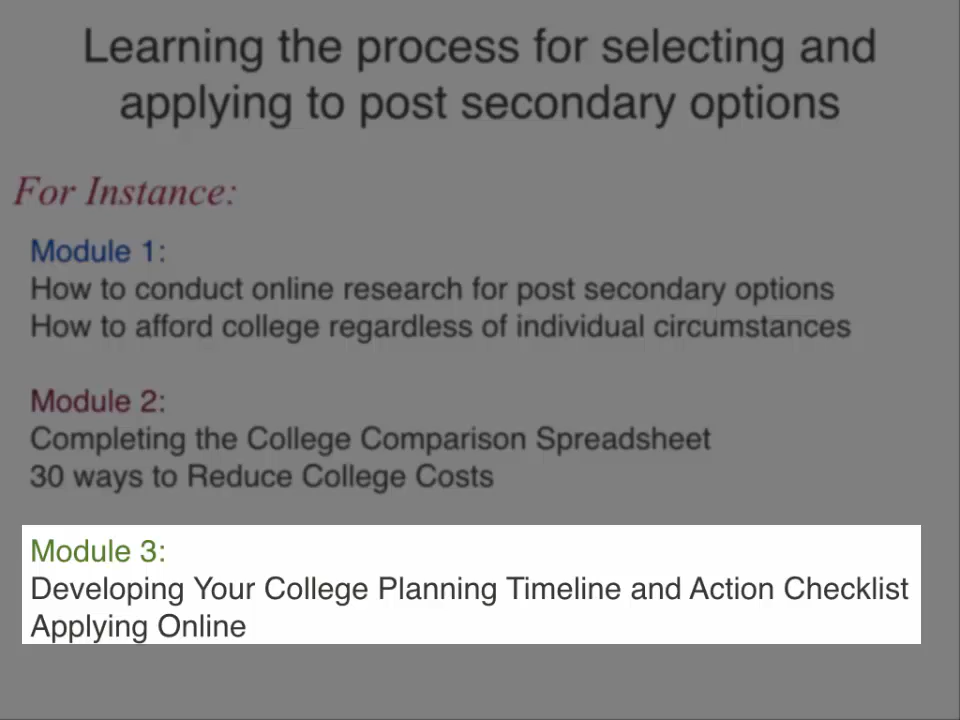 Learning the process for selecting and
applying to post secondary options
For Instance:
Module 1:
How to conduct online research for post secondary options
How to afford college regardless of individual circumstances
Module 2:
Completing the College Comparison Spreadsheet
30 ways to Reduce College Costs
Module 3:
Developing Your College Planning Timeline and Action Checklist
Applying Online